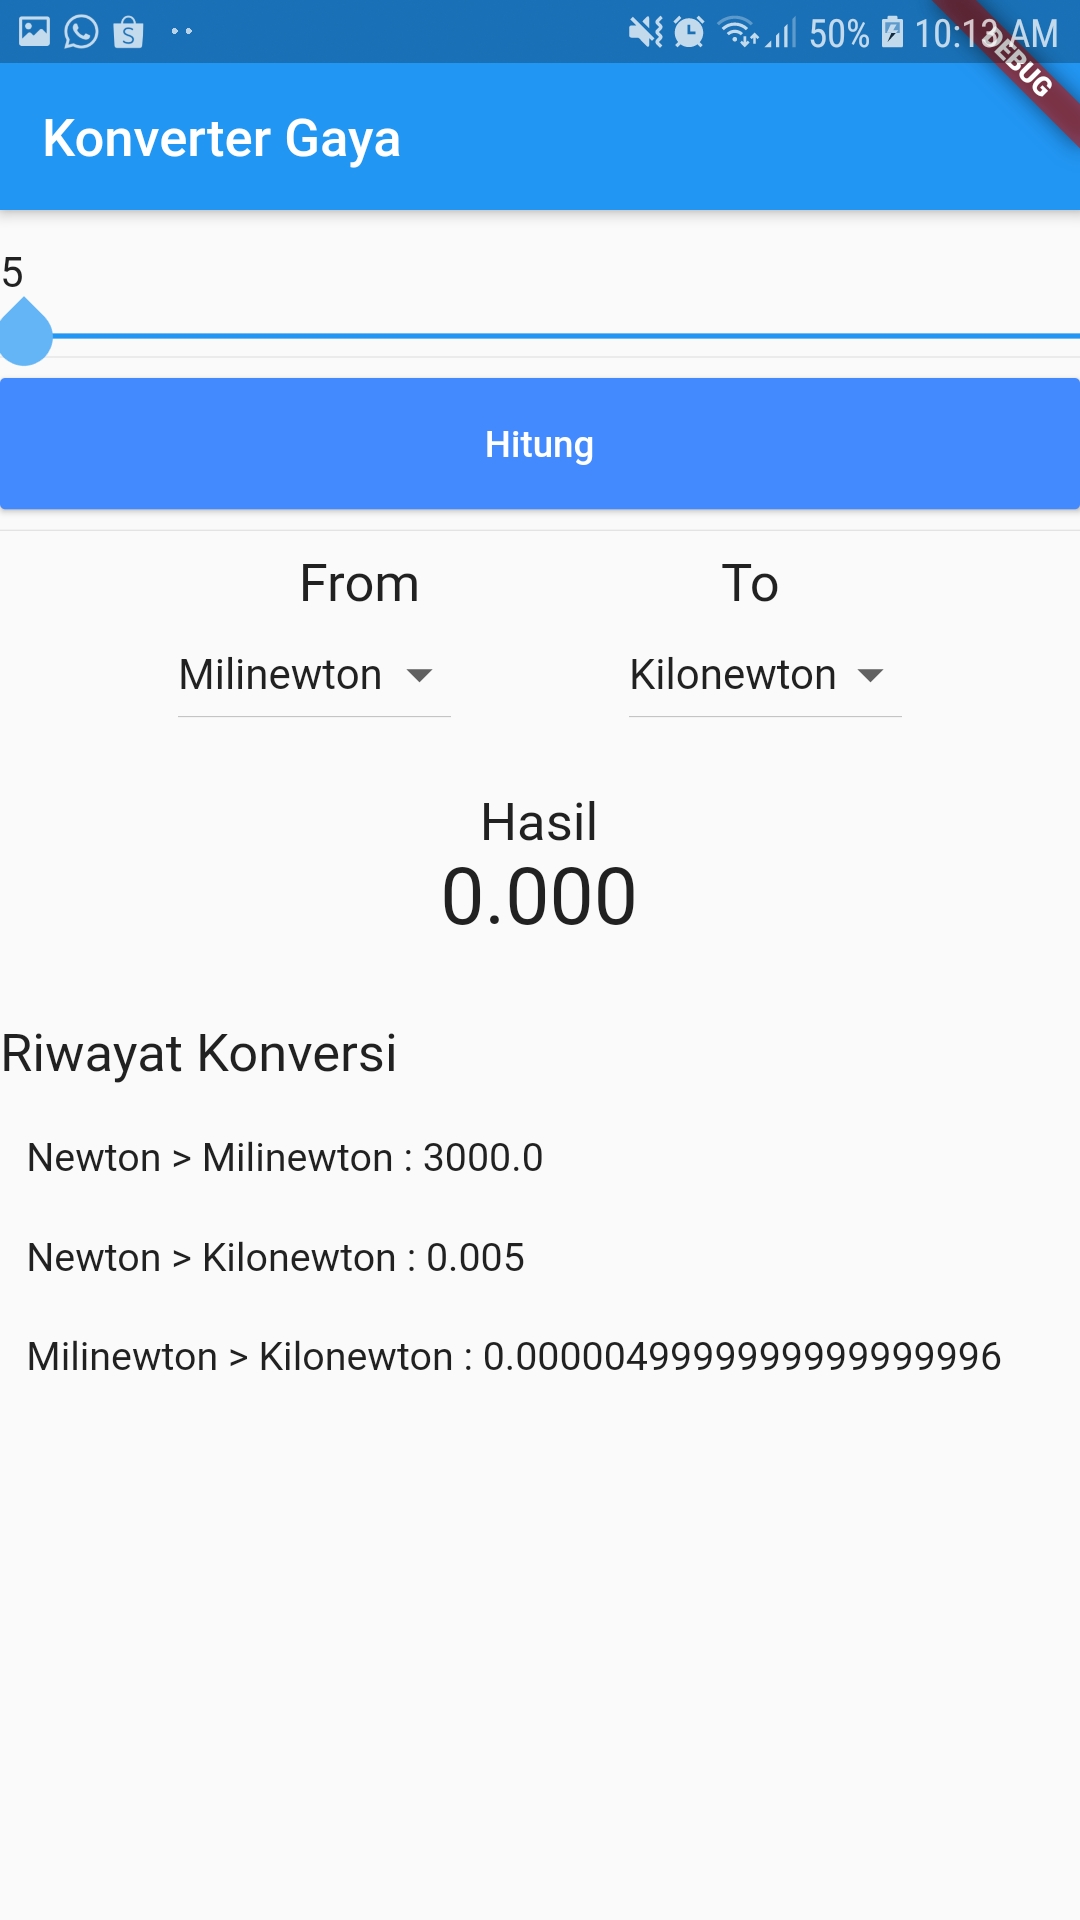 50% 10:13 AM
DEBUG
Konverter Gaya
5
Hitung
From To
Milinewton Kilonewton
Hasil
0.000
Riwayat Konversi
Newton > Milinewton : 3000.0
Newton > Kilonewton : 0.005
Milinewton > Kilonewton : 0.0000049999999999999996